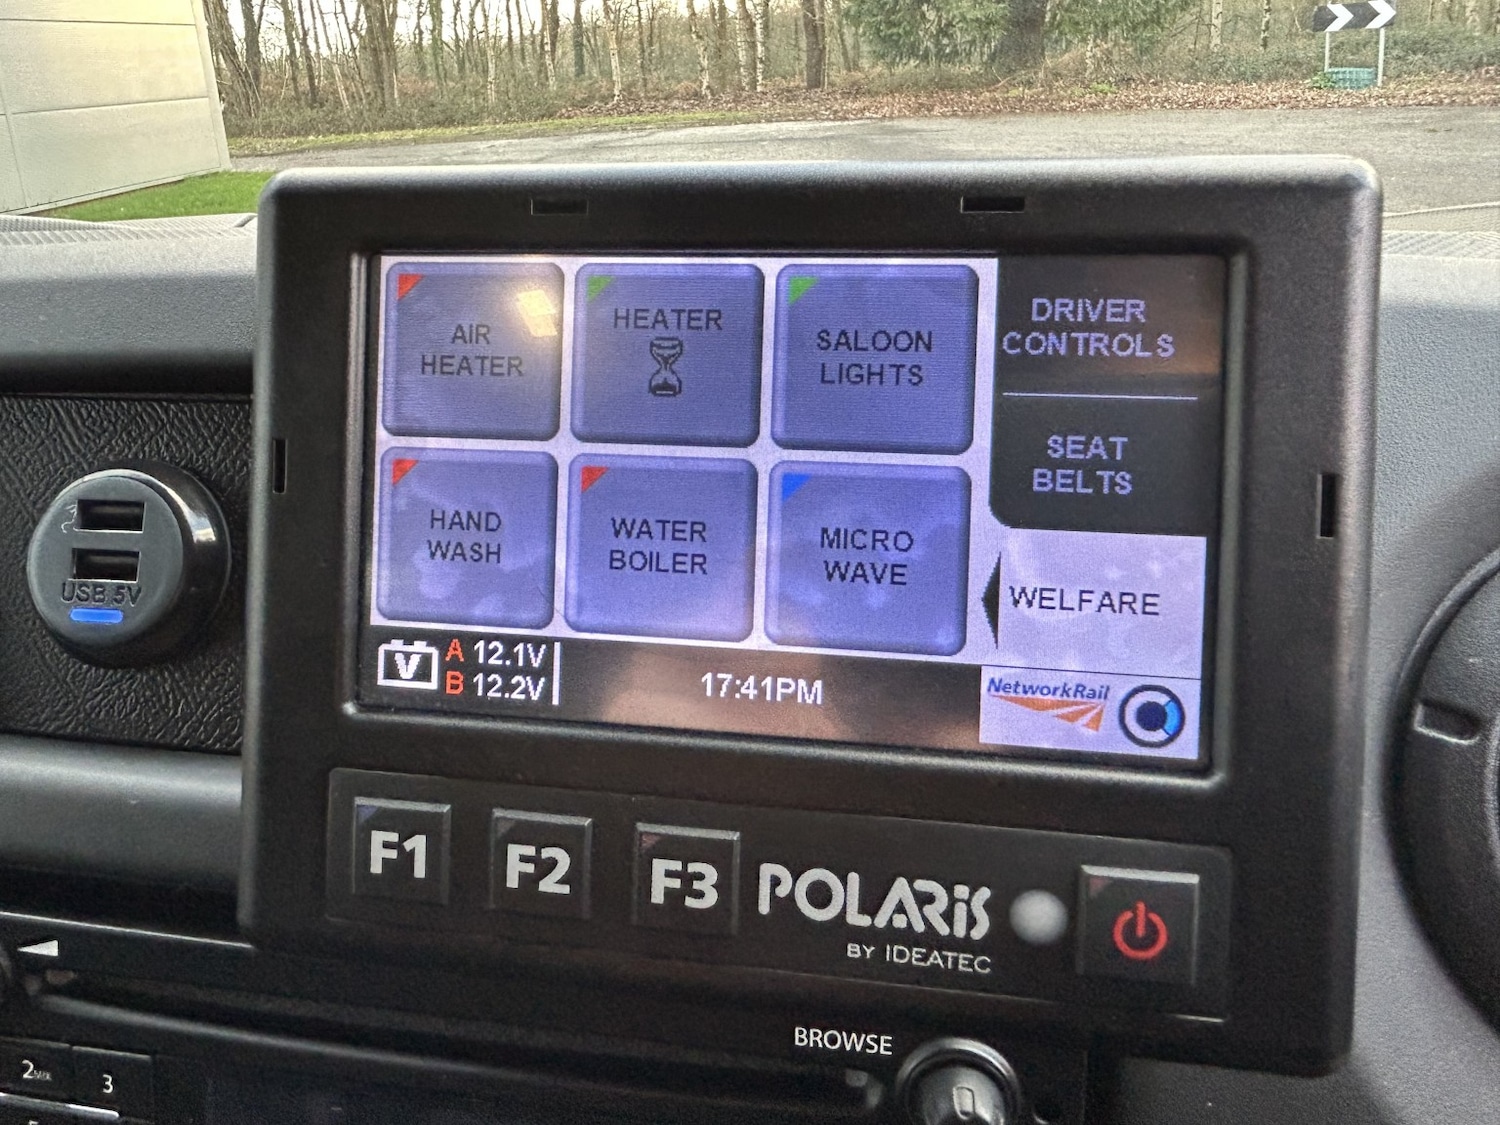 AIR
HEATER
HEATER
SALOON
LIGHTS
DRIVER
CONTROLS
SEAT
BELTS
HAND
WASH
WATER
BOILER
MICRO
WAVE
WELFARE
USB 5V
V
A 12.1V
B 12.2V
17:41PM
NetworkRail
F1
F2
F3
POLARiS
BY IDEATEC
BROWSE
2
3